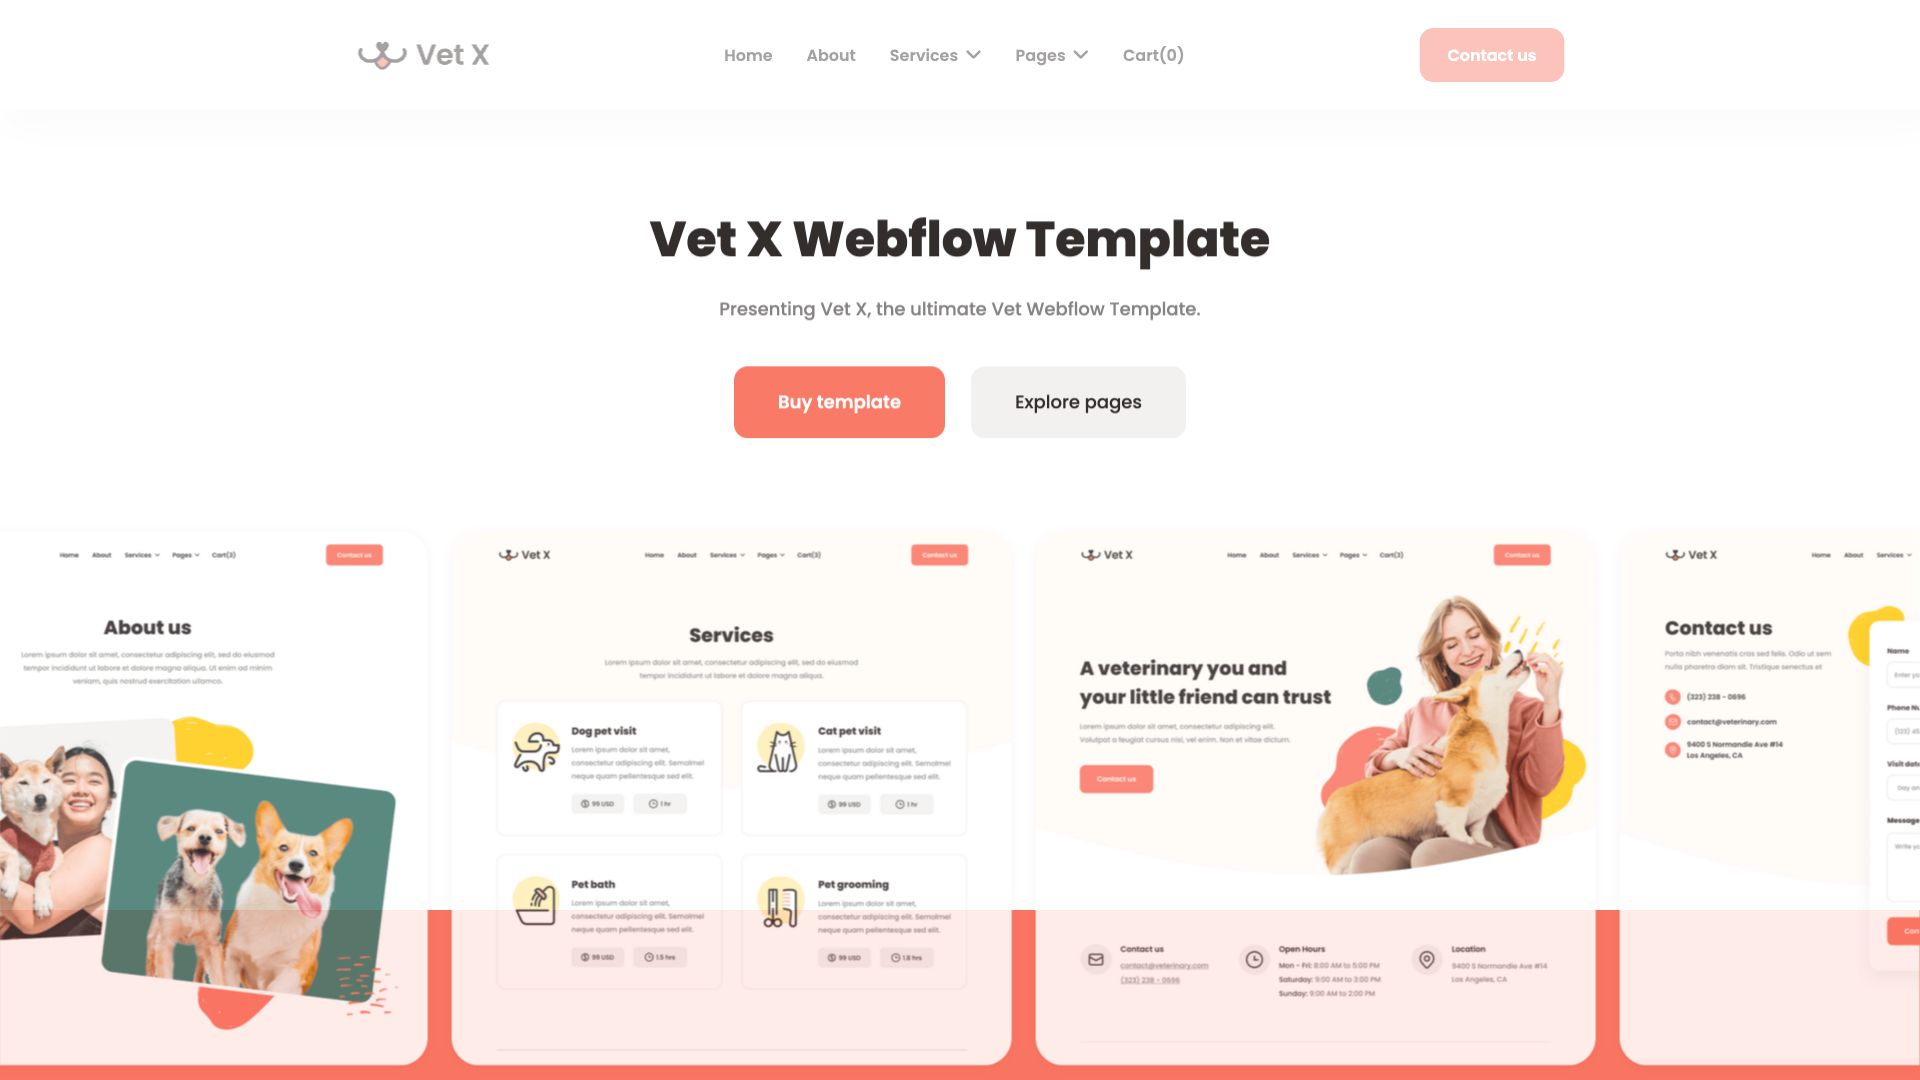 Vet X
Home About Services Pages Cart(0)
Contact us
Vet X Webflow Template
Presenting Vet X, the ultimate Vet Webflow Template.
Buy template
Explore pages
Home About Services Pages Cart(3)
Contact us
About us
Lorem ipsum dolor sit amet, consectetur adipiscing elit, sed do eiusmod
tempor incididunt ut labore et dolore magna aliqua. Ut enim ad minim
veniam, quis nostrud exercitation ullamco.
Vet X
Home About Services Pages Cart(3)
Contact us
Services
Lorem ipsum dolor sit amet, consectetur adipiscing elit, sed do eiusmod
tempor incididunt ut labore et dolore magna aliqua.
Dog pet visit
Lorem ipsum dolor sit amet,
consectetur adipiscing elit. Semolmel
neque quam pellentesque sed elit.
99 USD
1 hr
Cat pet visit
Lorem ipsum dolor sit amet,
consectetur adipiscing elit. Semolmel
neque quam pellentesque sed elit.
99 USD
1 hr
Pet bath
Lorem ipsum dolor sit amet,
consectetur adipiscing elit. Semolmel
neque quam pellentesque sed elit.
99 USD
1.5 hrs
Pet grooming
Lorem ipsum dolor sit amet,
consectetur adipiscing elit. Semolmel
neque quam pellentesque sed elit.
99 USD
1.8 hrs
Vet X
Home About Services Pages Cart(3)
Contact us
A veterinary you and
your little friend can trust
Lorem ipsum dolor sit amet, consectetur adipiscing elit.
Volutpat a feugiat cursus nisl, vel enim. Non et vitae dictum.
Contact us
Contact us
contact@veterinary.com
(323) 238 - 0696
Open Hours
Mon - Fri: 8:00 AM to 5:00 PM
Saturday: 9:00 AM to 3:00 PM
Sunday: 9:00 AM to 2:00 PM
Location
9400 S Normandie Ave #14
Los Angeles, CA
Vet X
Home About Services
Contact us
Porta nibh venenatis cras sed felis. Odio ut sem
nulla pharetra diam sit. Tristique senectus et
(323) 238 - 0696
contact@veterinary.com
9400 S Normandie Ave #14
Los Angeles, CA
Name
Enter yo
Phone Nu
(123) 45
Visit date
Day an
Message
Write yo
Con